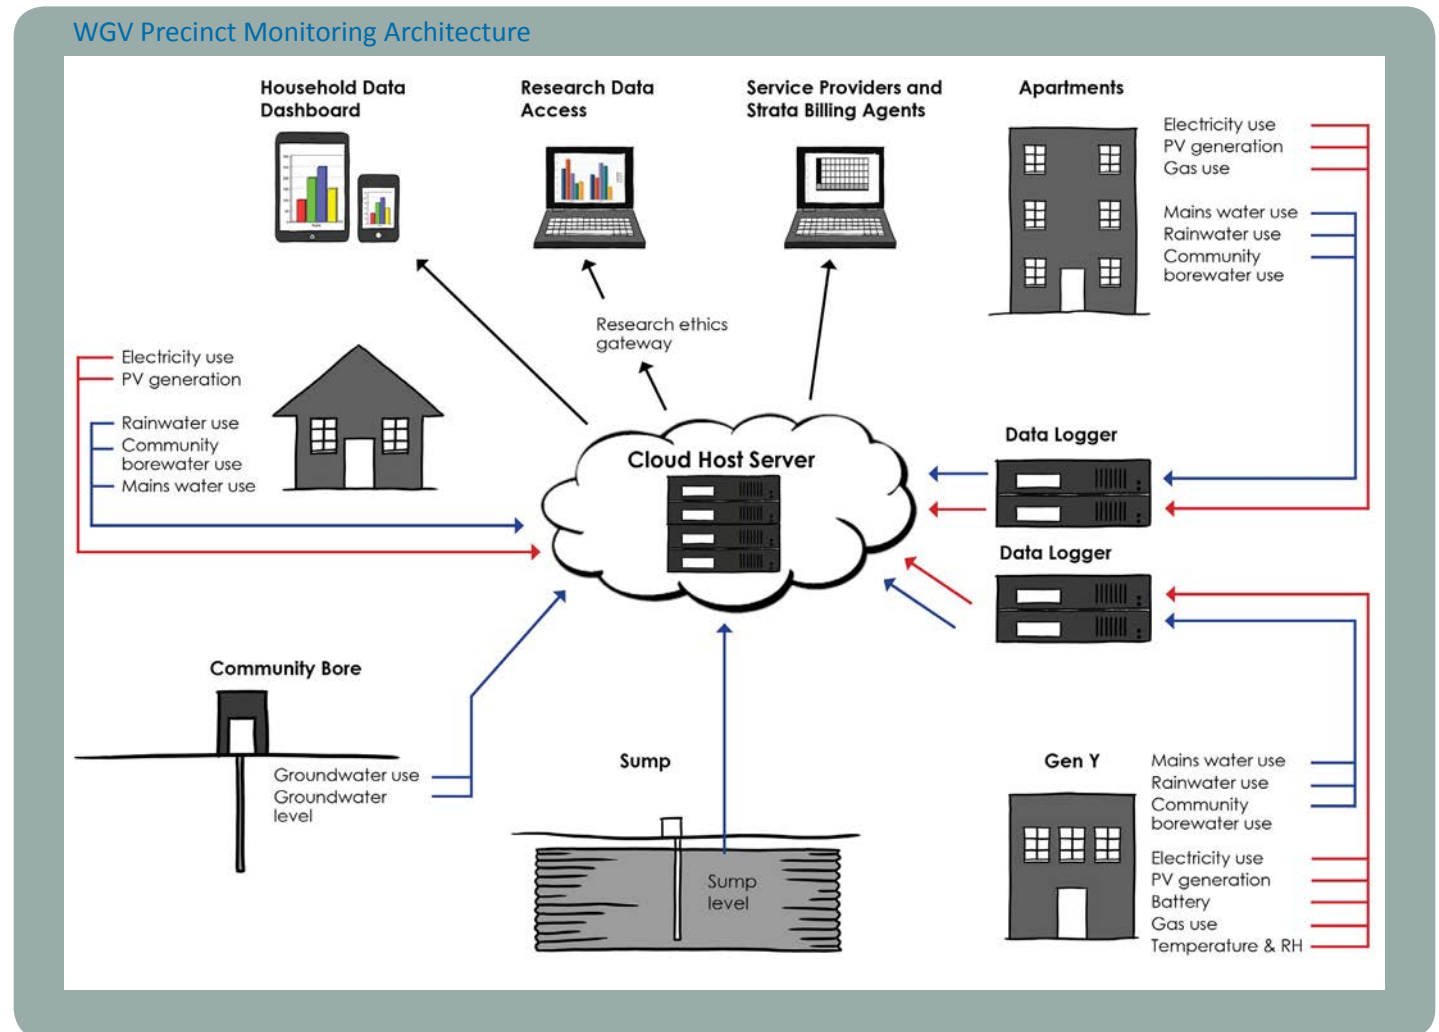 WGV Precinct Monitoring Architecture
Household Data
Dashboard
Research Data
Access
Service Providers and
Strata Billing Agents
Apartments
Electricity use
PV generation
Gas use
Mains water use
Rainwater use
Community
borewater use
Research ethics
gateway
Electricity use
PV generation
Rainwater use
Community
borewater use
Mains water use
Cloud Host Server
Data Logger
Data Logger
Community Bore
Groundwater use
Groundwater
level
Sump
Sump
level
Gen Y
Mains water use
Rainwater use
Community
borewater use
Electricity use
PV generation
Battery
Gas use
Temperature & RH